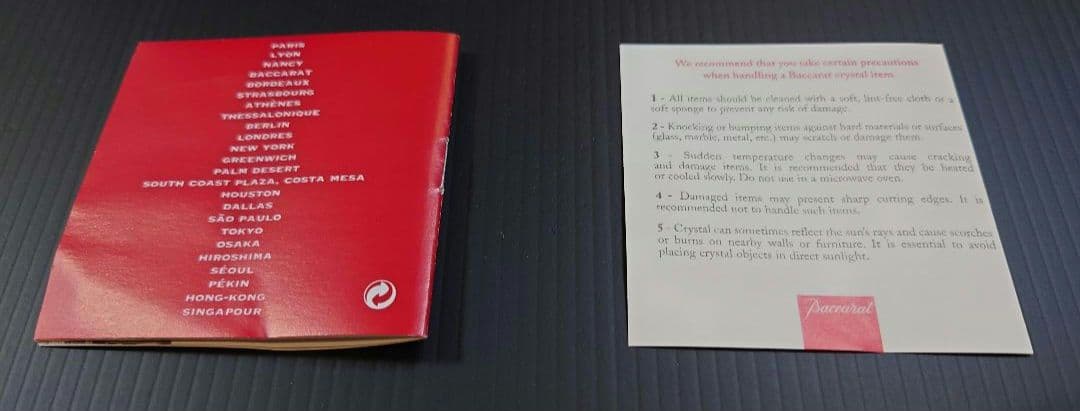 PARIS
LYON
NANCY
BACCARAT
BORDEAUX
STRASBOURG
ATHÈNES
THESSALONIQUE
BERLIN
LONDRES
NEW YORK
GREENWICH
PALM DESERT
SOUTH COAST PLAZA, COSTA MESA
HOUSTON
DALLAS
SÃO PAULO
TOKYO
OSAKA
HIROSHIMA
SÉOUL
PÉKIN
HONG-KONG
SINGAPOUR
We recommend that you take certain precautions
when handling a Baccarat crystal item.
1 - All items should be cleaned with a soft, lint-free cloth or a
soft sponge to prevent any risk of damage.
2 - Knocking or bumping items against hard materials or surfaces
(glass, marble, metal, etc.) may scratch or damage them.
3 - Sudden temperature changes may cause cracking
and damage items. It is recommended that they be heated
or cooled slowly. Do not use in a microwave oven.
4 - Damaged items may present sharp cutting edges. It is
recommended not to handle such items.
5 - Crystal can sometimes reflect the sun's rays and cause scorches
or burns on nearby walls or furniture. It is essential to avoid
placing crystal objects in direct sunlight.
Baccarat